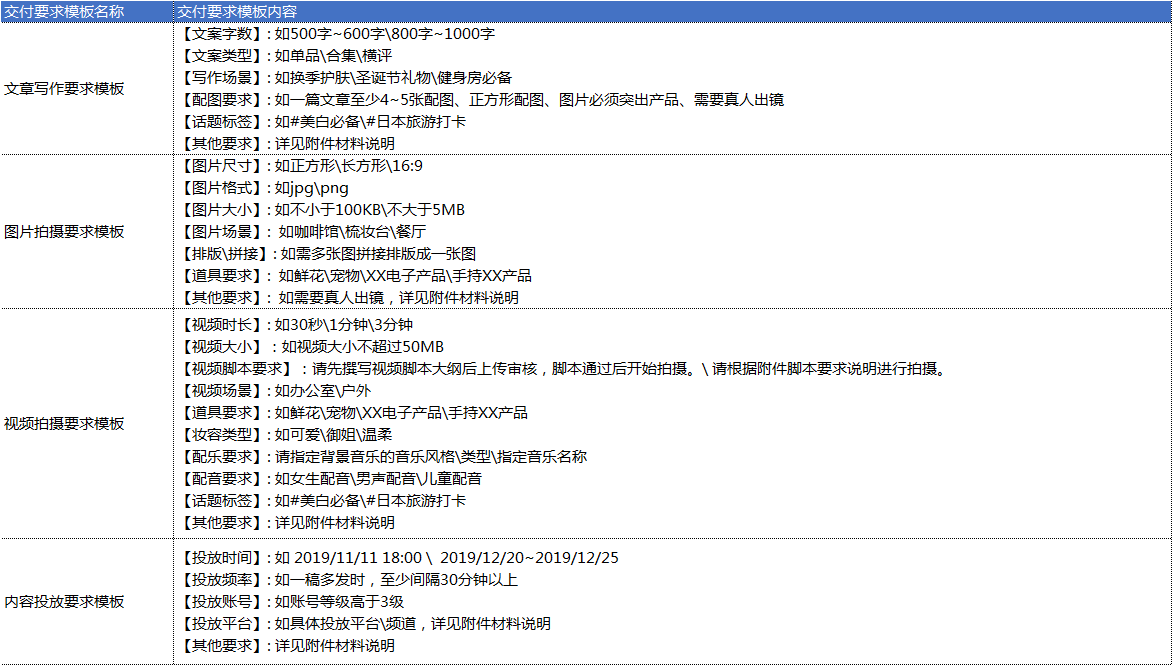 交付要求模板名称 交付要求模板内容
文章写作要求模板
【文案字数】: 如500字~600字\800字~1000字
【文案类型】: 如单品\合集\横评
【写作场景】: 如换季护肤\圣诞节礼物\健身房必备
【配图要求】: 如一篇文章至少4~5张配图、正方形配图、图片必须突出产品、需要真人出镜
【话题标签】: 如#美白必备\#日本旅游打卡
【其他要求】: 详见附件材料说明
图片拍摄要求模板
【图片尺寸】: 如正方形\长方形\16:9
【图片格式】: 如jpg\png
【图片大小】: 如不小于100KB\不大于5MB
【图片场景】: 如咖啡馆\梳妆台\餐厅
【排版\拼接】: 如需多张图拼接排版成一张图
【道具要求】: 如鲜花\宠物\XX电子产品\手持XX产品
【其他要求】: 如需要真人出镜，详见附件材料说明
视频拍摄要求模板
【视频时长】: 如30秒\1分钟\3分钟
【视频大小】：如视频大小不超过50MB
【视频脚本要求】：请先撰写视频脚本大纲后上传审核，脚本通过后开始拍摄。\ 请根据附件脚本要求说明进行拍摄。
【视频场景】: 如办公室\户外
【道具要求】: 如鲜花\宠物\XX电子产品\手持XX产品
【妆容类型】: 如可爱\御姐\温柔
【配乐要求】: 请指定背景音乐的音乐风格\类型\指定音乐名称
【配音要求】: 如女生配音\男声配音\儿童配音
【话题标签】: 如#美白必备\#日本旅游打卡
【其他要求】: 详见附件材料说明
内容投放要求模板
【投放时间】: 如 2019/11/11 18:00 \ 2019/12/20~2019/12/25
【投放频率】: 如一稿多发时，至少间隔30分钟以上
【投放账号】: 如账号等级高于3级
【投放平台】: 如具体投放平台\频道，详见附件材料说明
【其他要求】: 详见附件材料说明